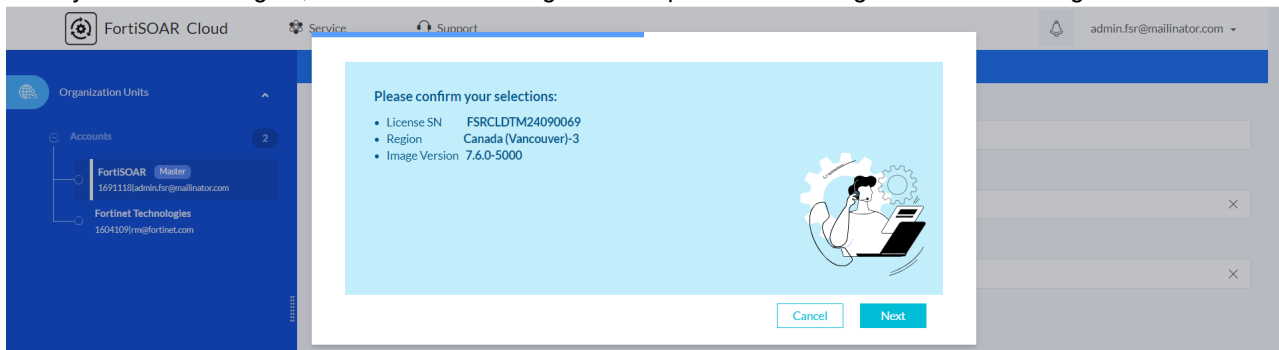 FortiSOAR Cloud
Service
Support
admin.fsr@mailinator.com
Organization Units
Accounts 2
FortiSOAR Master
1691118|admin.fsr@mailinator.com
Fortinet Technologies
1604109|rm@fortinet.com
Please confirm your selections:
• License SN FSRCLDTM24090069
• Region Canada (Vancouver)-3
• Image Version 7.6.0-5000
Cancel Next